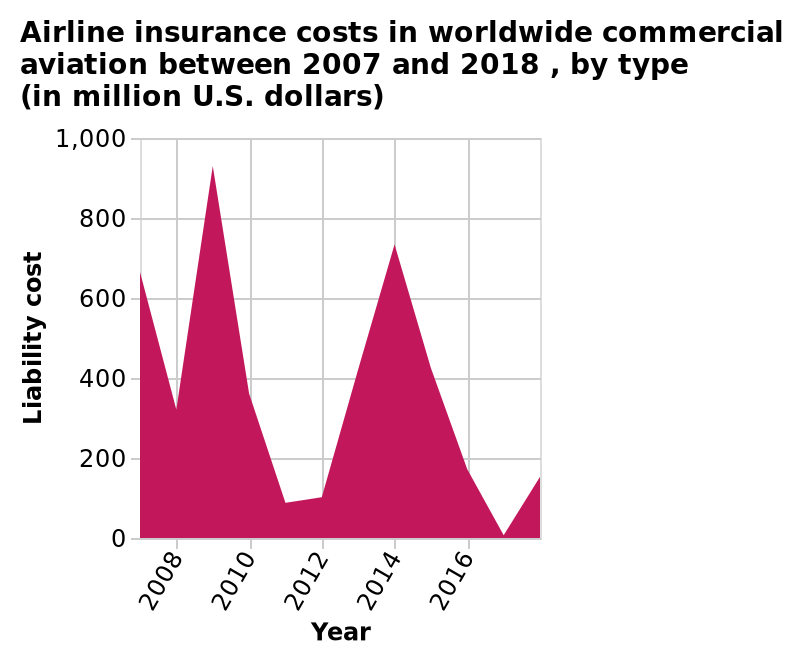 Airline insurance costs in worldwide commercial
aviation between 2007 and 2018 , by type
(in million U.S. dollars)
1,000
800
600
400
200
0
Liability cost
2008
2010
2012
2014
2016
Year